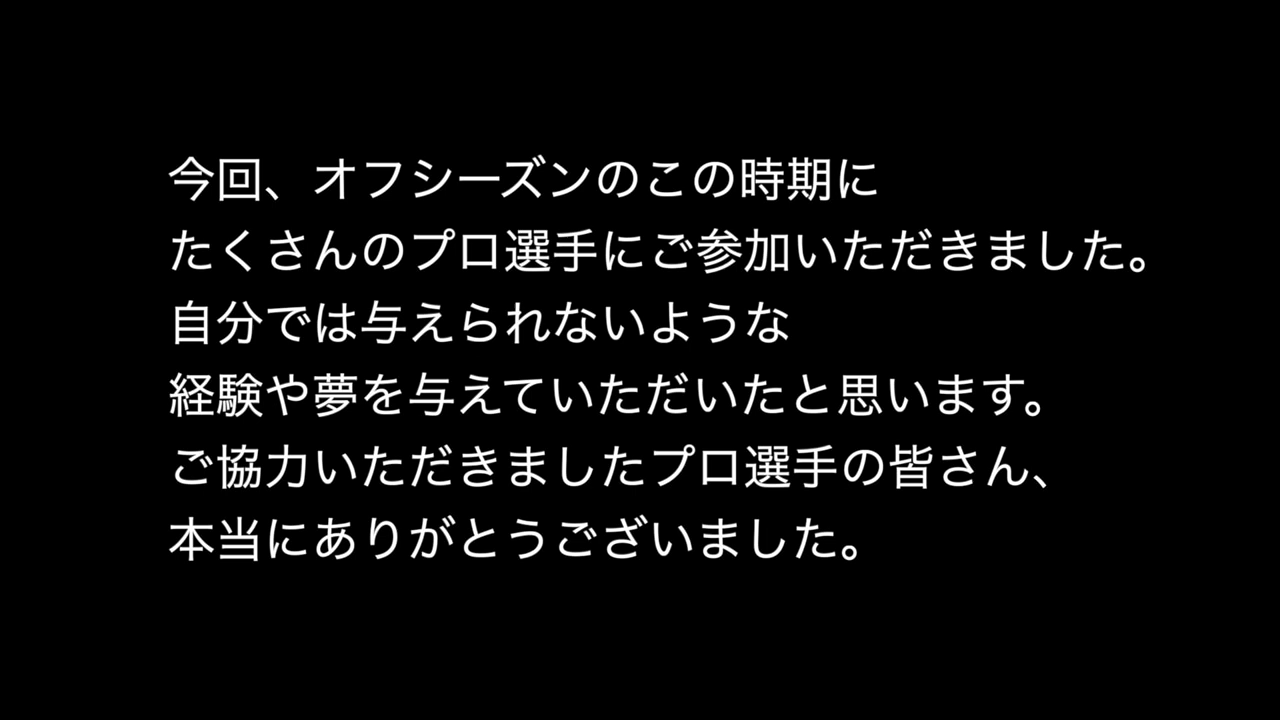 今回、オフシーズンのこの時期に
たくさんのプロ選手にご参加いただきました。
自分では与えられないような
経験や夢を与えていただいたと思います。
ご協力いただきましたプロ選手の皆さん、
本当にありがとうございました。